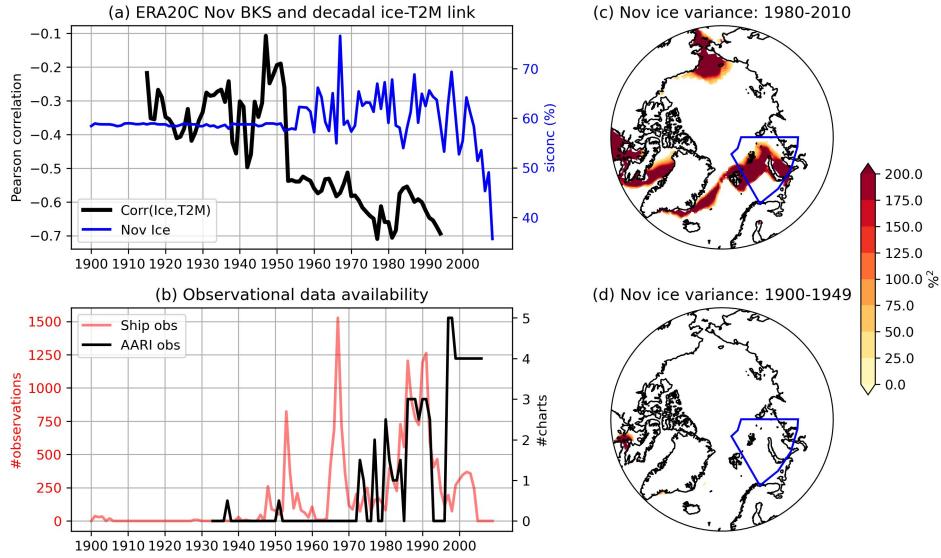 (a) ERA20C Nov BKS and decadal ice-T2M link
−0.1
−0.2
−0.3
−0.4
−0.5
−0.6
−0.7
Pearson correlation
70
60
50
40
siconc (%)
Corr(Ice,T2M)
Nov Ice
1900 1910 1920 1930 1940 1950 1960 1970 1980 1990 2000
(b) Observational data availability
1500
1250
1000
750
500
250
0
#observations
5
4
3
2
1
0
#charts
Ship obs
AARI obs
1900 1910 1920 1930 1940 1950 1960 1970 1980 1990 2000
(c) Nov ice variance: 1980-2010
(d) Nov ice variance: 1900-1949
200.0
175.0
150.0
125.0
100.0
75.0
50.0
25.0
0.0
%²